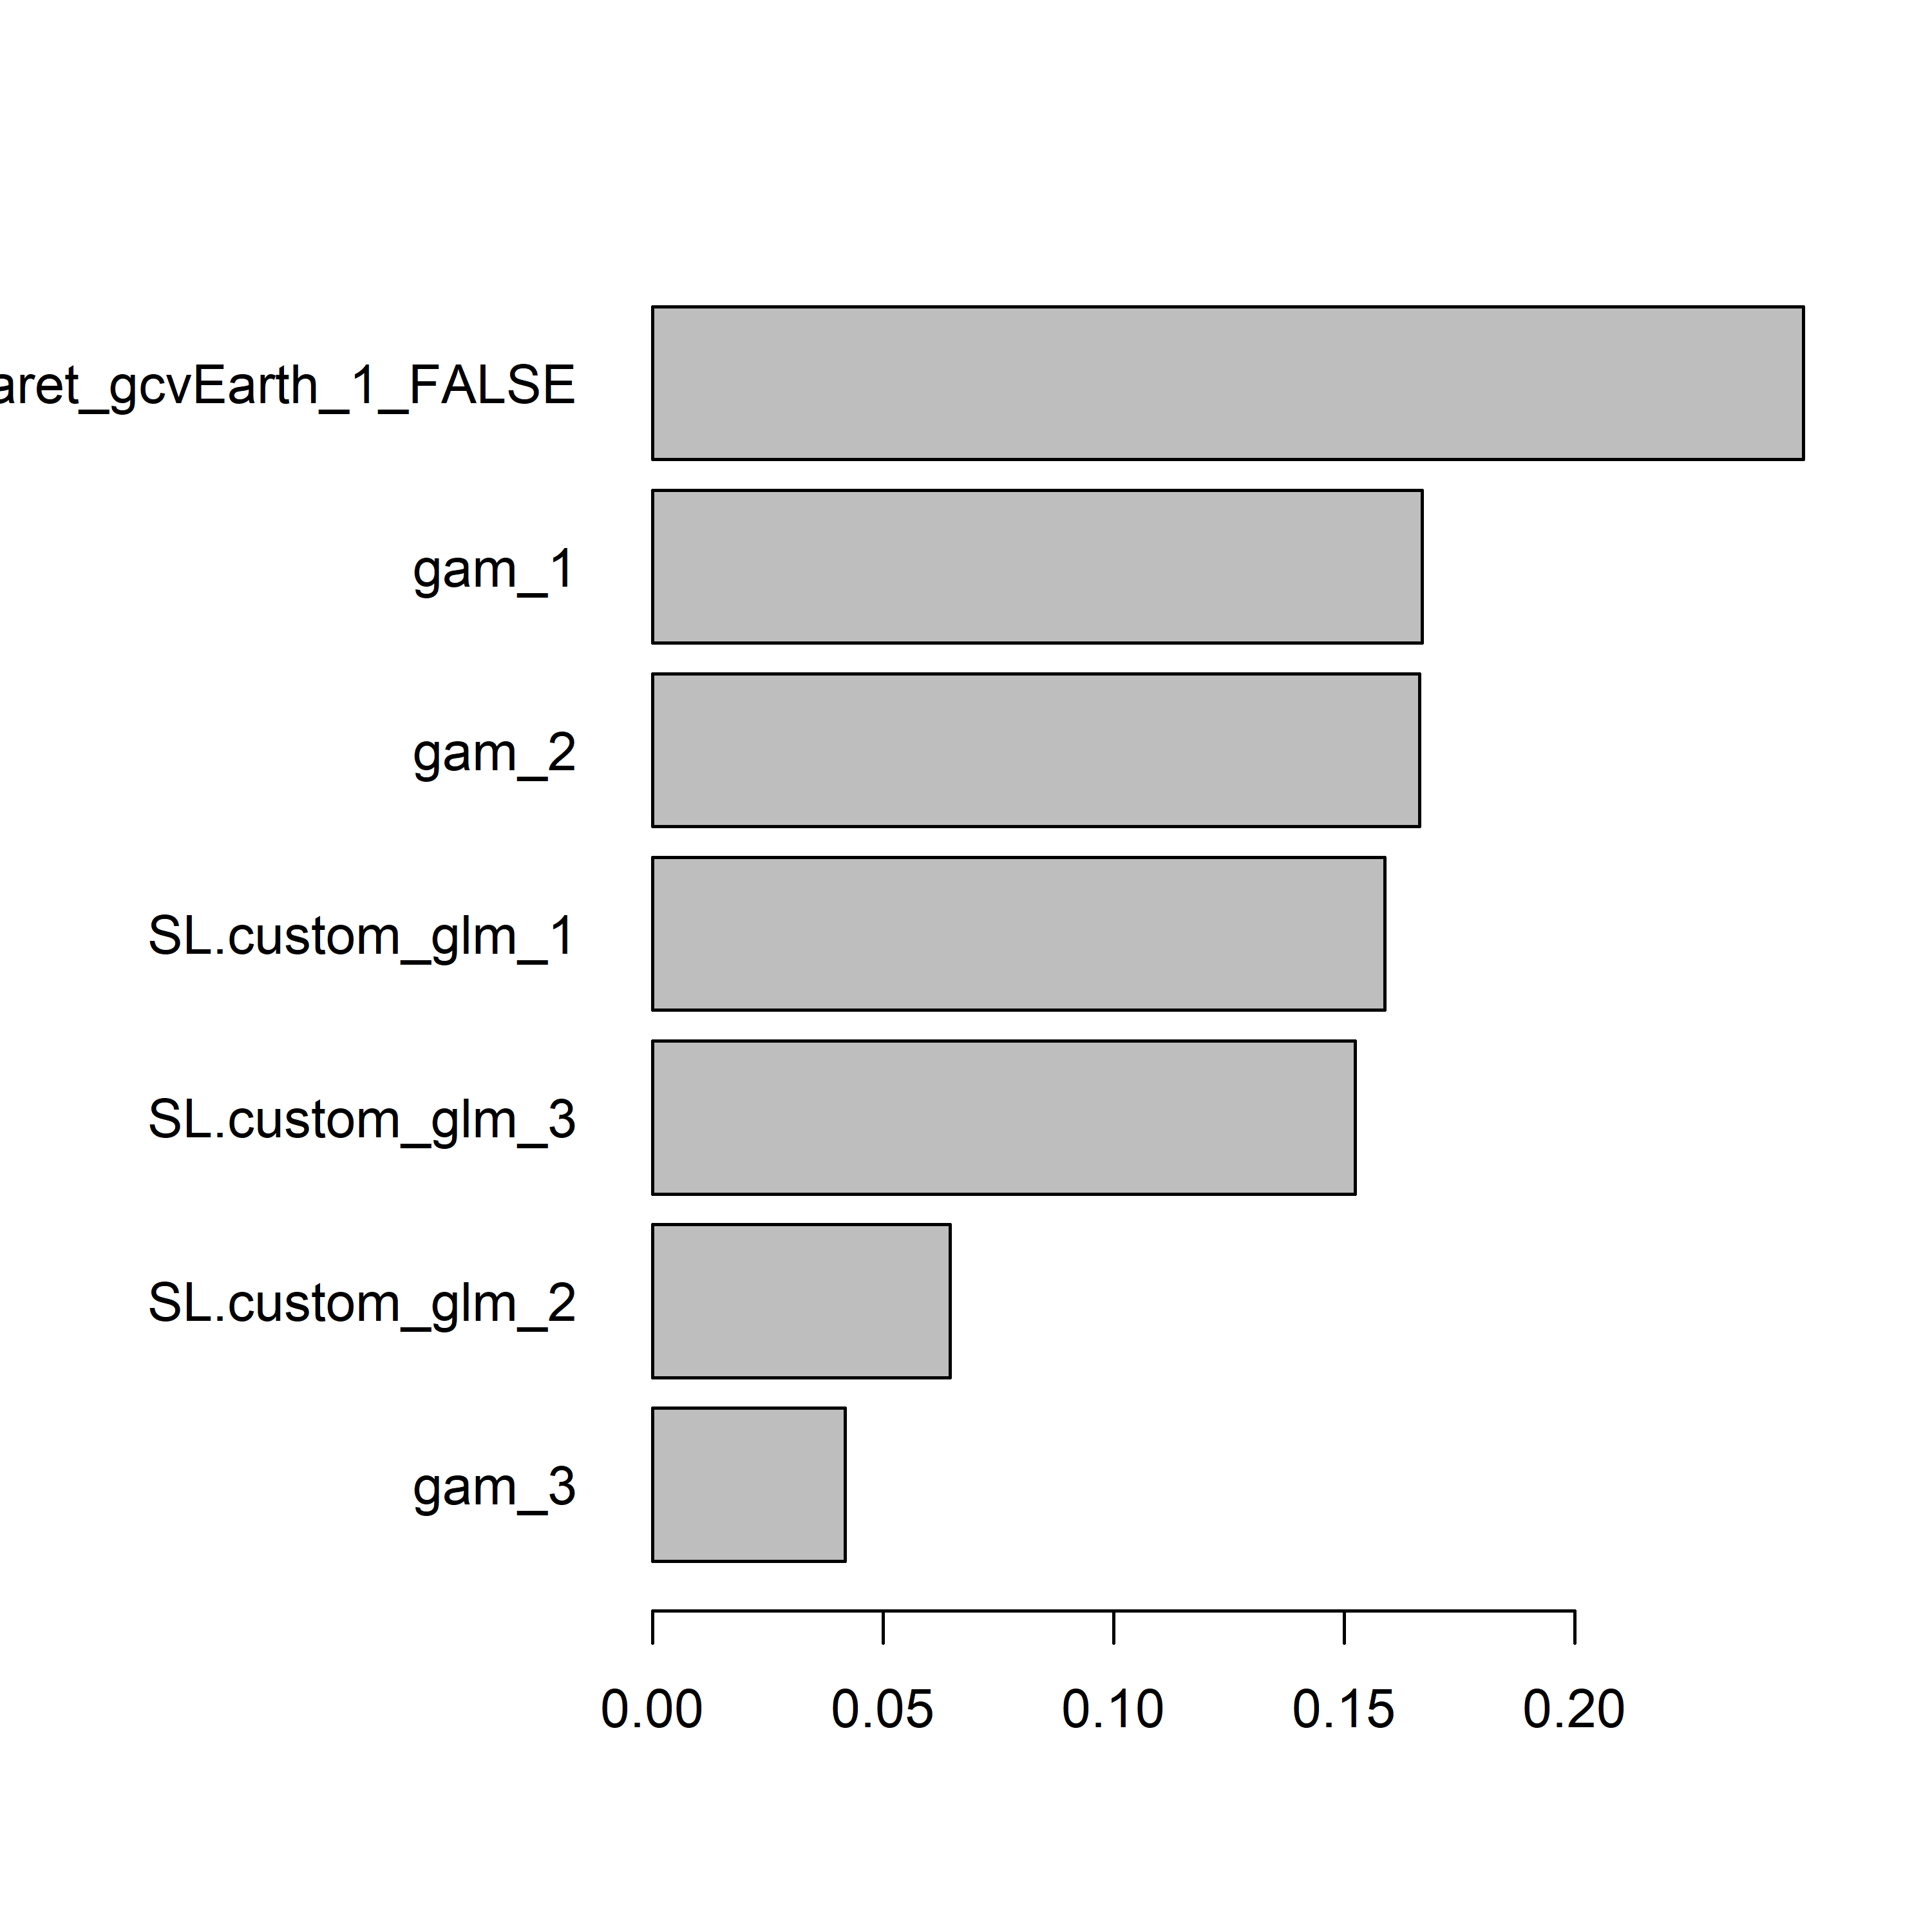 aret_gcvEarth_1_FALSE
gam_1
gam_2
SL.custom_glm_1
SL.custom_glm_3
SL.custom_glm_2
gam_3
0.00 0.05 0.10 0.15 0.20